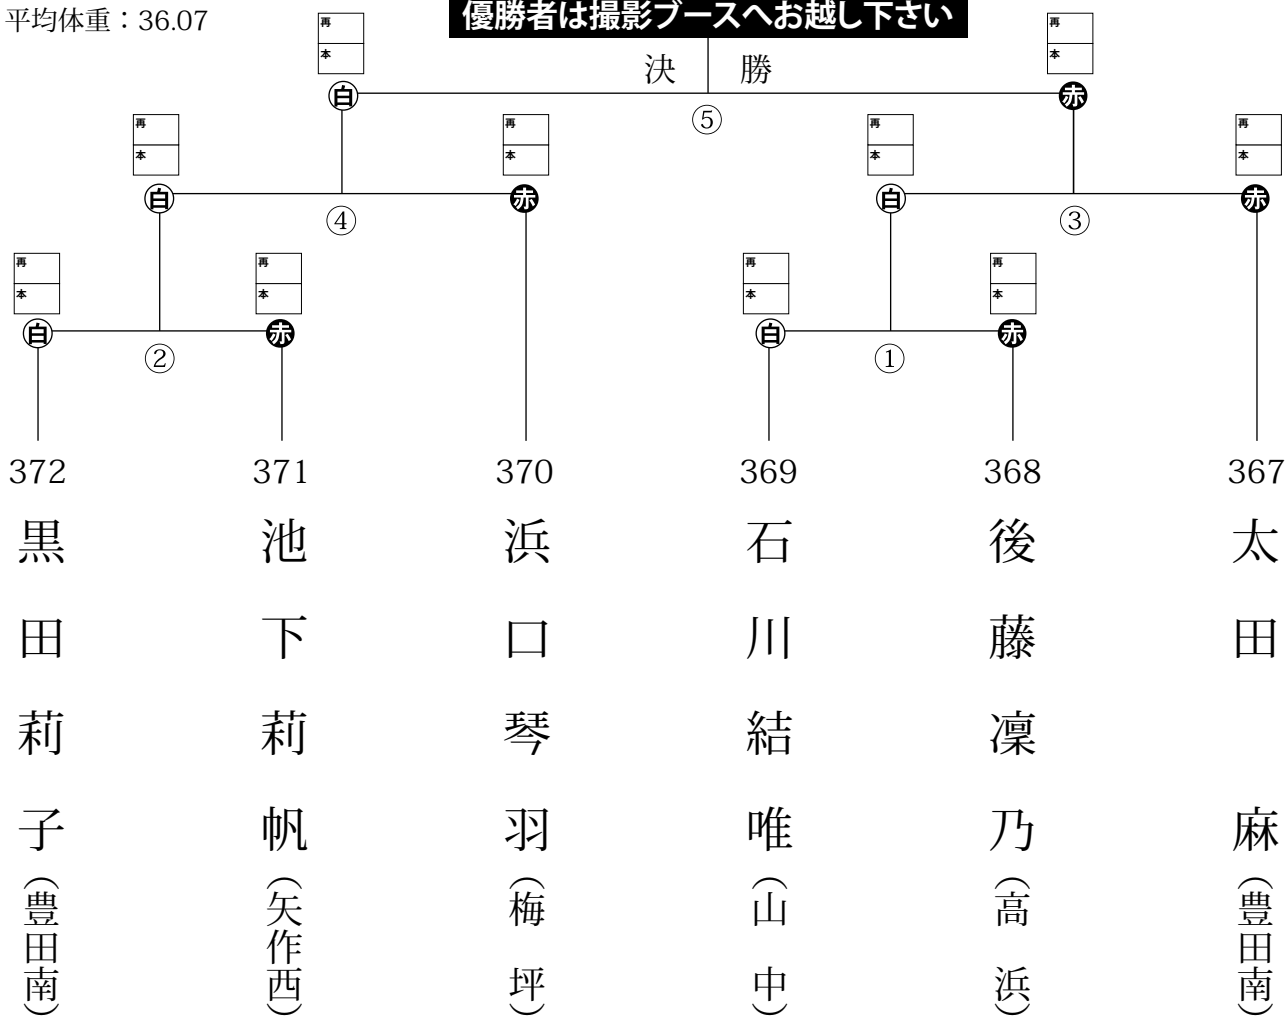 平均体重：36.07
優勝者は撮影ブースへお越し下さい
再
本
再
本
決 勝
白
赤
⑤
再
本
再
本
再
本
再
本
白
赤
白
赤
④
③
再
本
再
本
再
本
再
本
白
赤
白
赤
②
①
372
371
370
369
368
367
黒田莉子（豊田南）
池下莉帆（矢作西）
浜口琴羽（梅坪）
石川結唯（山中）
後藤凜乃（高浜）
太田 麻（豊田南）